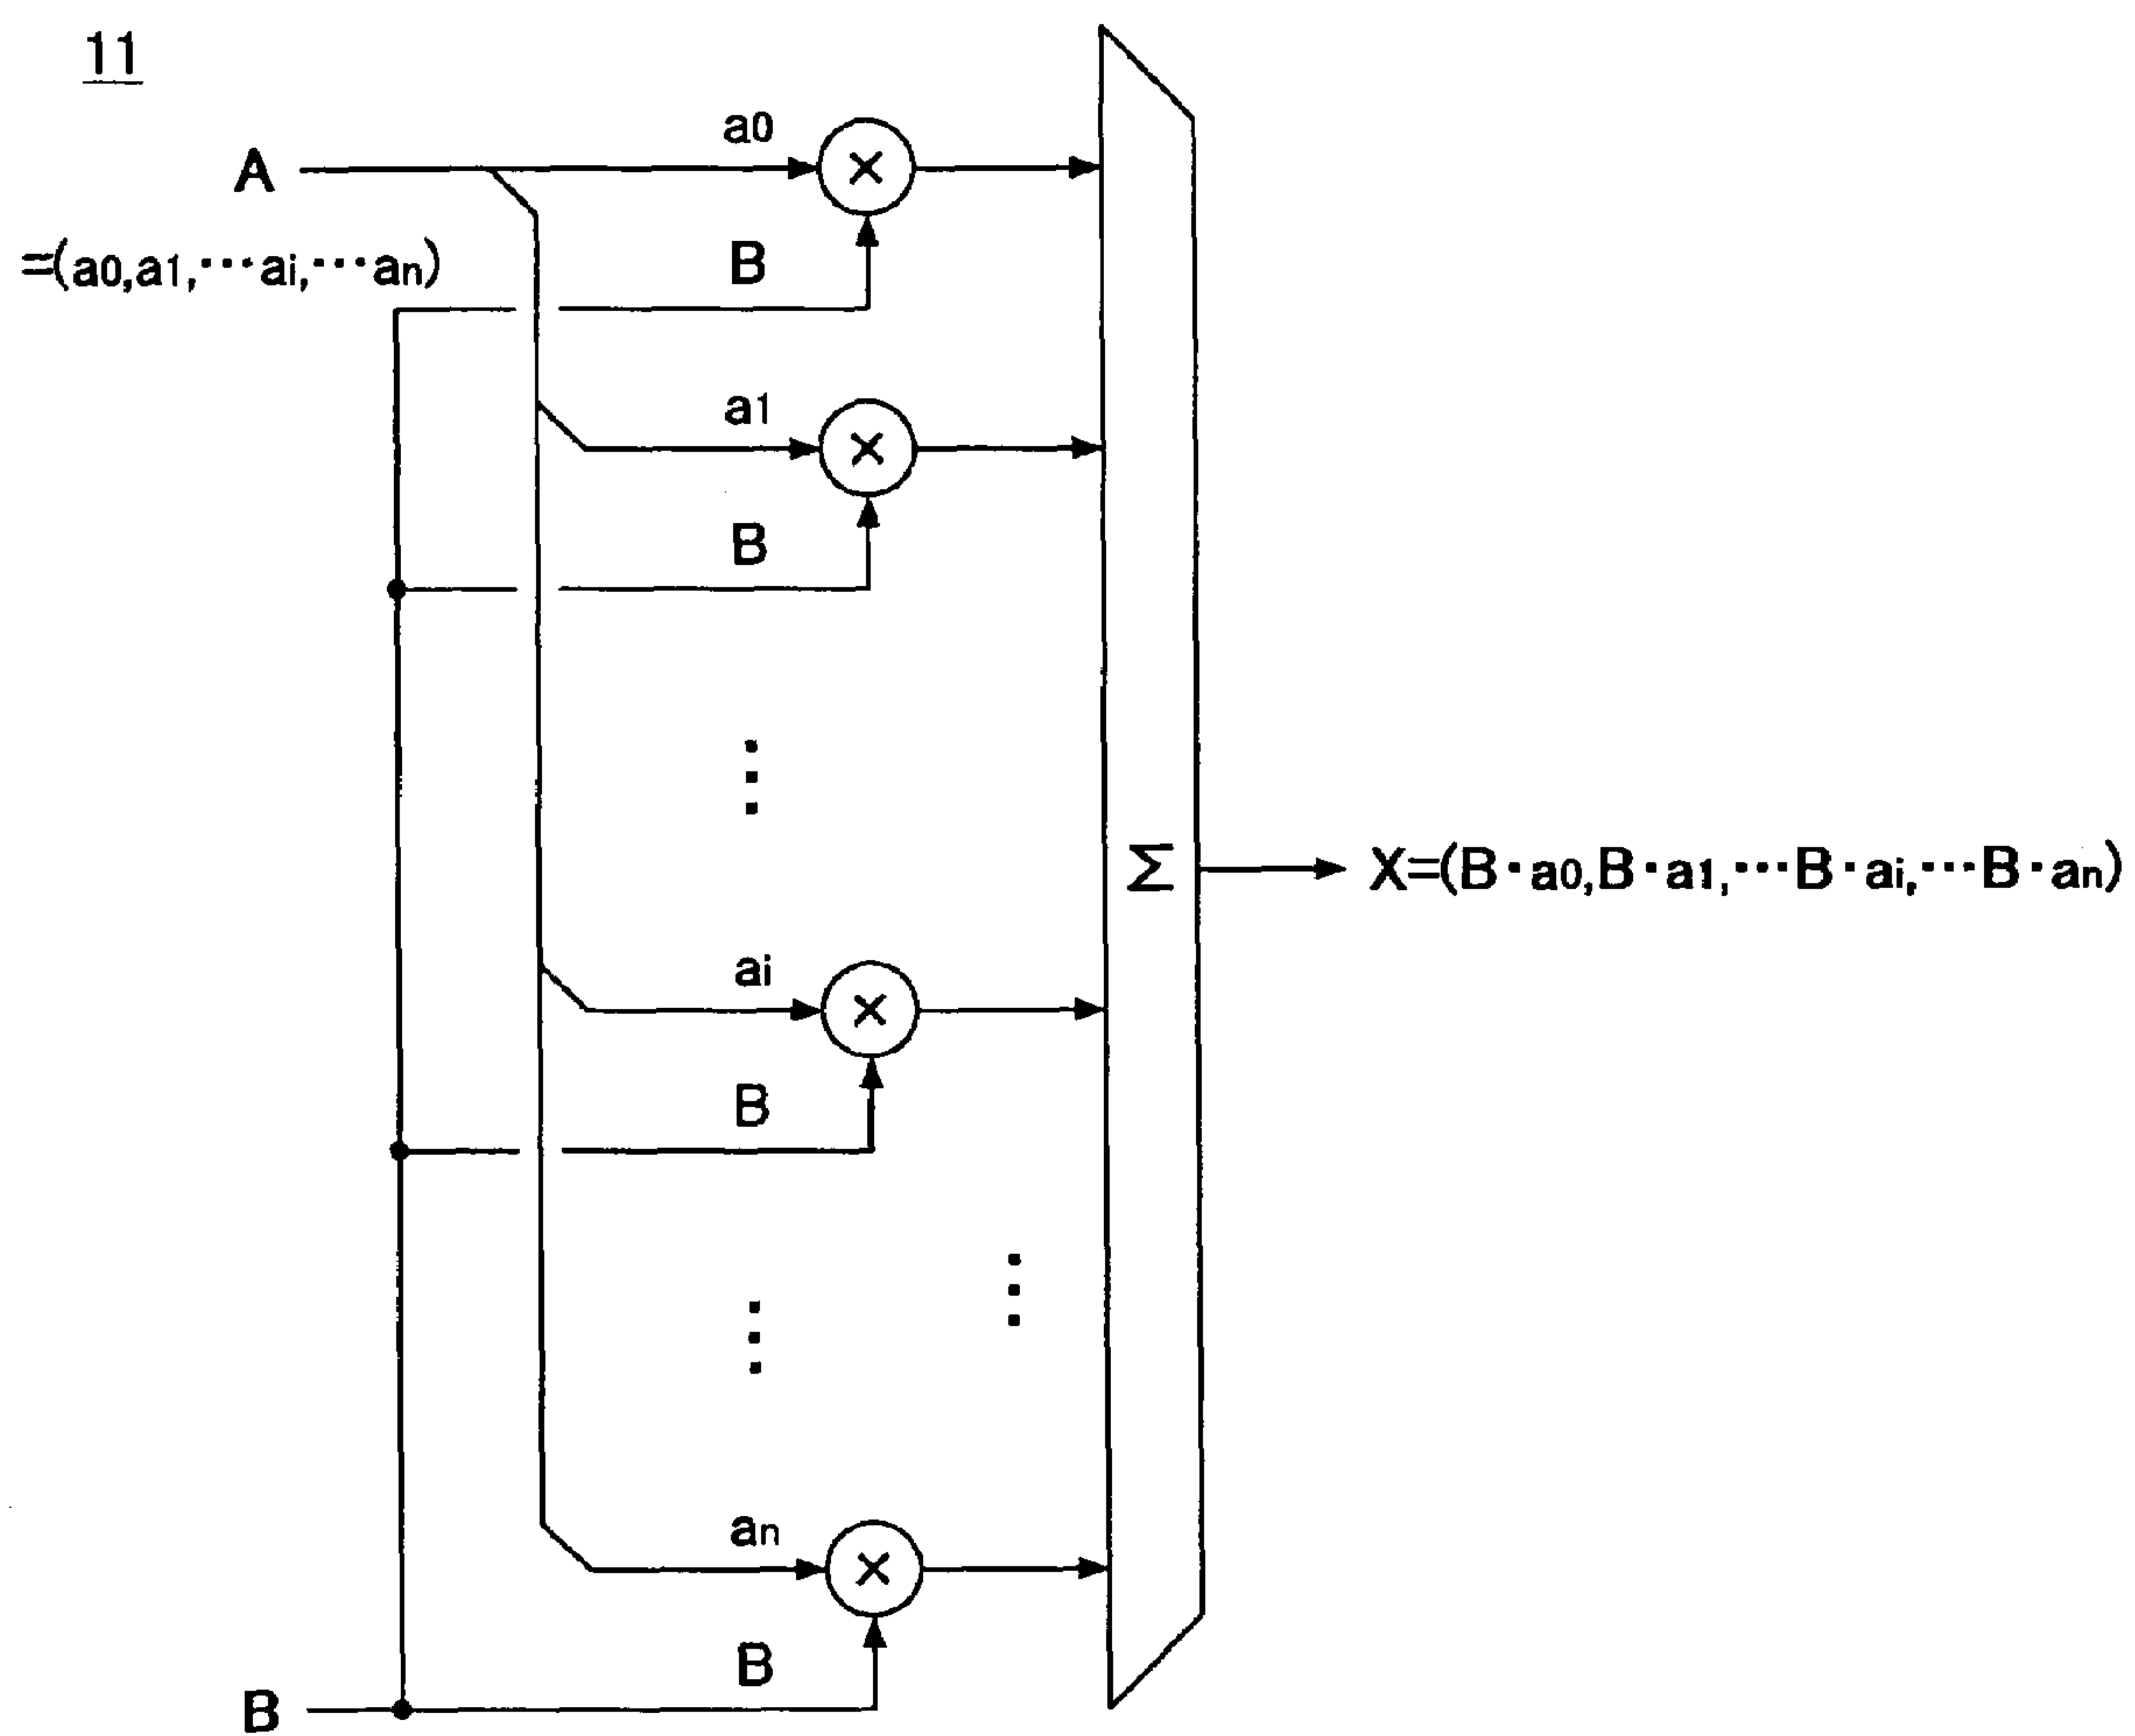 11
a0
×
A
=(a0,a1,···ai,···an)
B
a1
×
B
Σ
X=(B·a0,B·a1,···B·ai,···B·an)
ai
×
B
an
×
B
B